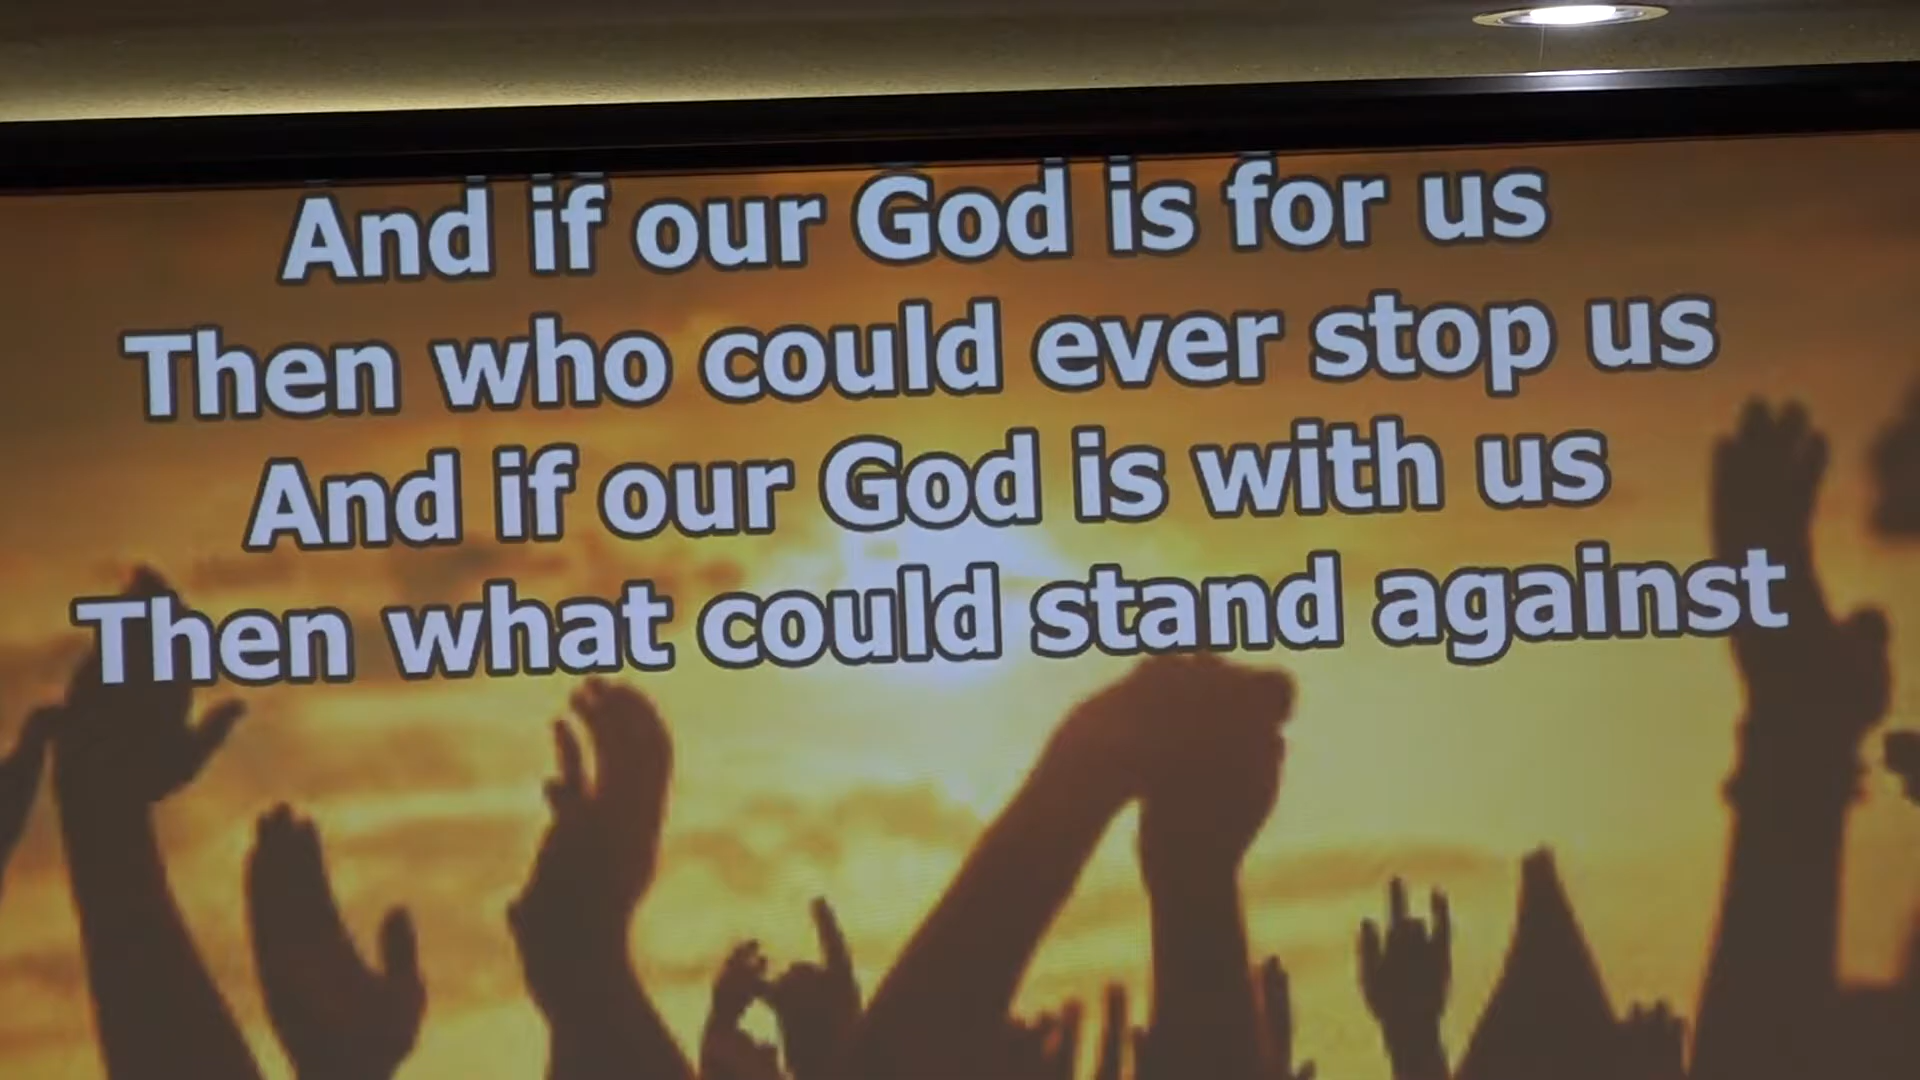 And if our God is for us
Then who could ever stop us
And if our God is with us
Then what could stand against